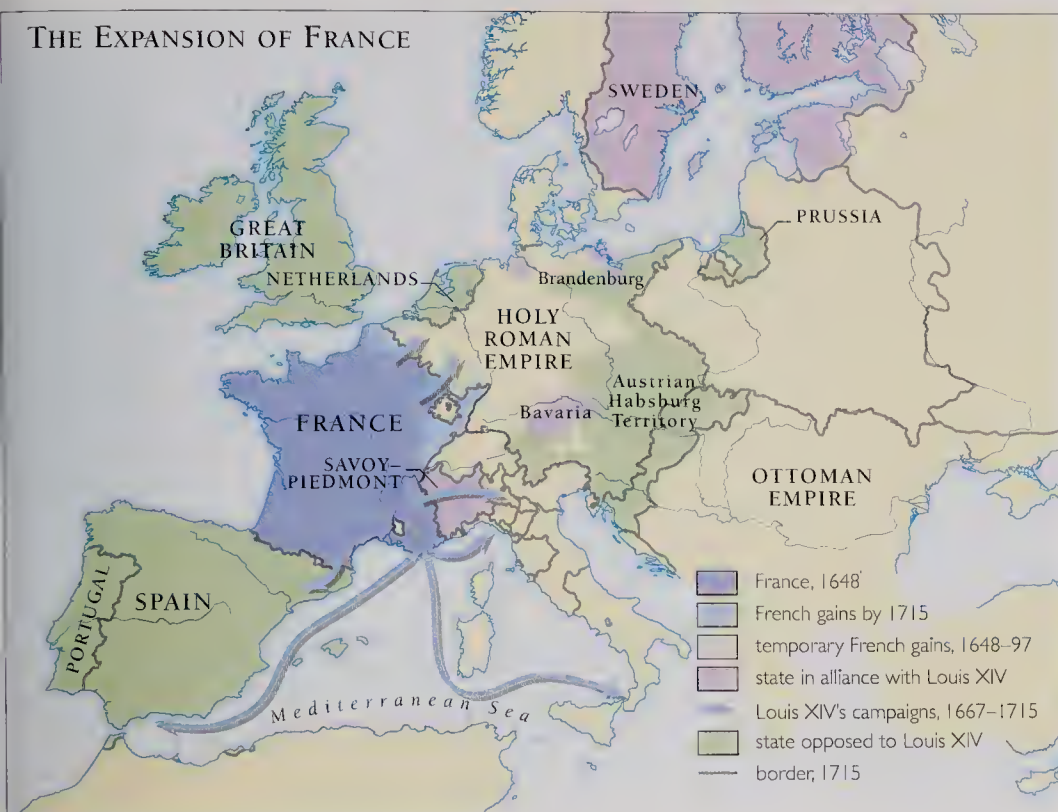 THE EXPANSION OF FRANCE
SWEDEN
PRUSSIA
GREAT
BRITAIN
NETHERLANDS
Brandenburg
HOLY
ROMAN
EMPIRE
Austrian
Habsburg
Territory
Bavaria
FRANCE
SAVOY–
PIEDMONT
OTTOMAN
EMPIRE
PORTUGAL
SPAIN
Mediterranean Sea
France, 1648
French gains by 1715
temporary French gains, 1648–97
state in alliance with Louis XIV
Louis XIV's campaigns, 1667–1715
state opposed to Louis XIV
border, 1715